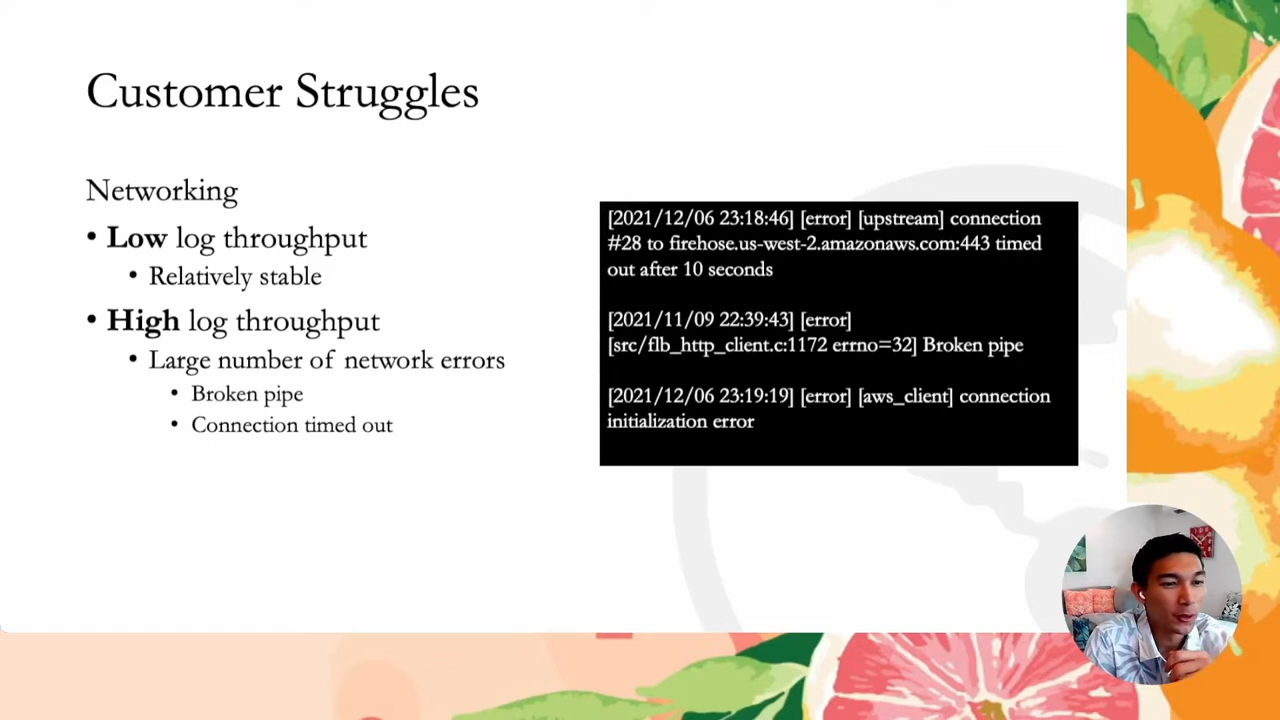 Customer Struggles
Networking
• Low log throughput
• Relatively stable
• High log throughput
• Large number of network errors
• Broken pipe
• Connection timed out
[2021/12/06 23:18:46] [error] [upstream] connection
#28 to firehose.us-west-2.amazonaws.com:443 timed
out after 10 seconds
[2021/11/09 22:39:43] [error]
[src/flb_http_client.c:1172 errno=32] Broken pipe
[2021/12/06 23:19:19] [error] [aws_client] connection
initialization error